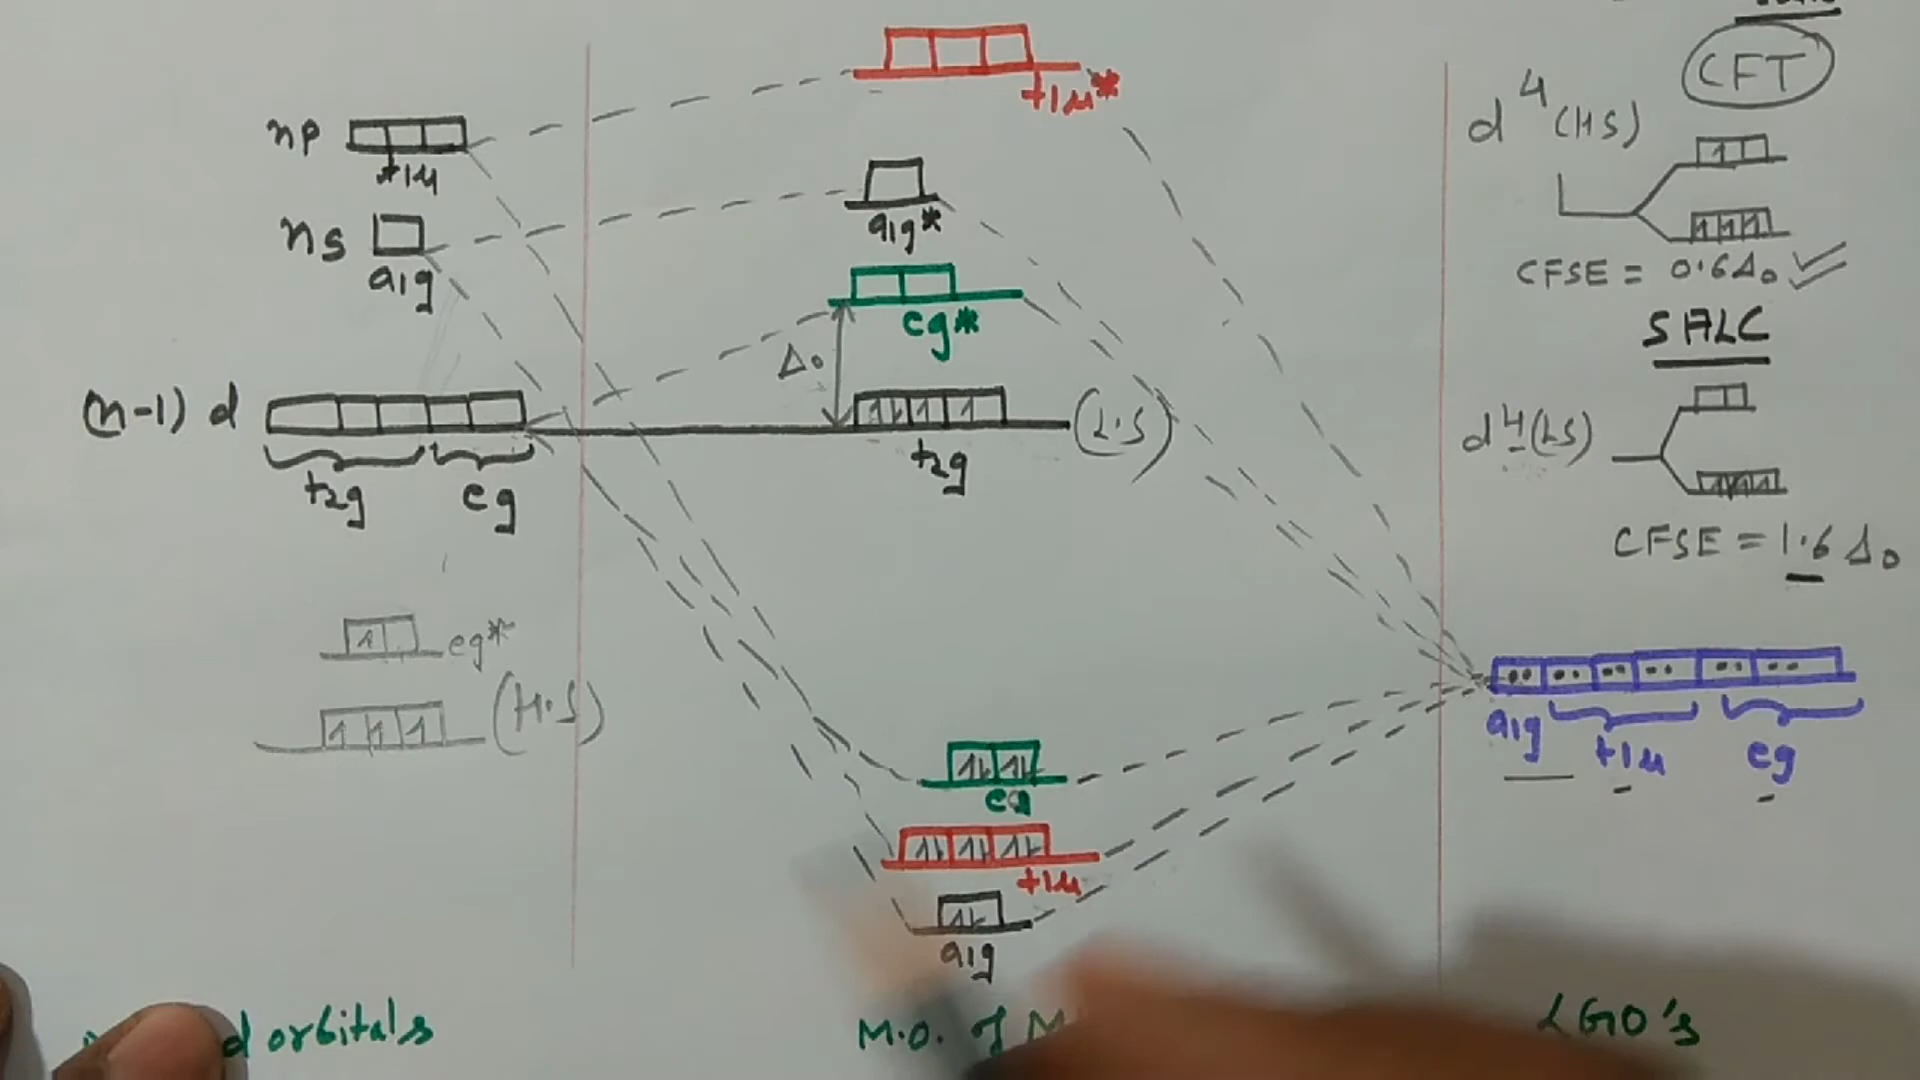 np
t1u
ns
a1g
(n-1) d
t2g
eg
eg*
(H.S)
d orbitals
t1u*
a1g*
eg*
Δo
(L.S)
t2g
eg
t1u
a1g
M.O. of M
CFT
d4 (HS)
CFSE = 0.6Δo
SALC
d4 (LS)
CFSE = 1.6 Δo
a1g
t1u
eg
LGO's